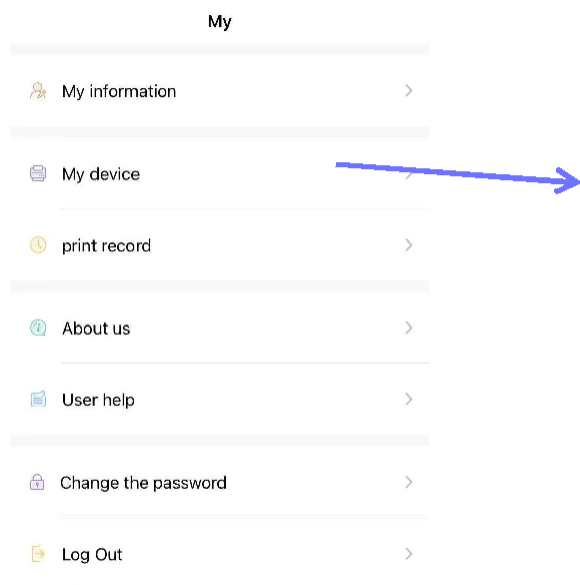 My
My information
My device
print record
About us
User help
Change the password
Log Out